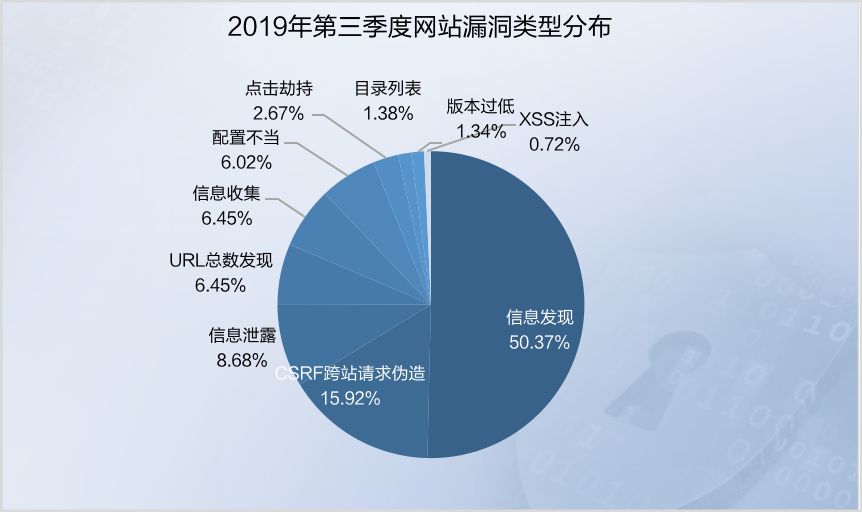 2019年第三季度网站漏洞类型分布
点击劫持
2.67%
目录列表
1.38%
版本过低
1.34%
XSS注入
0.72%
配置不当
6.02%
信息收集
6.45%
URL总数发现
6.45%
信息泄露
8.68%
CSRF跨站请求伪造
15.92%
信息发现
50.37%